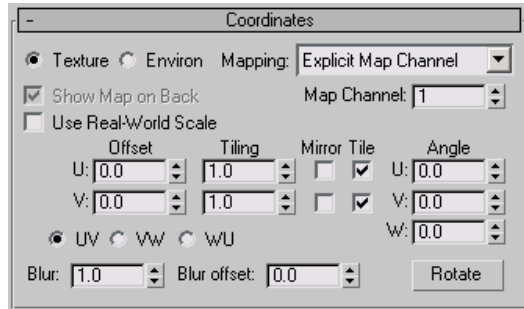 - Coordinates
Texture Environ Mapping: Explicit Map Channel
Show Map on Back Map Channel: 1
Use Real-World Scale
Offset Tiling Mirror Tile Angle
U: 0.0 1.0 U: 0.0
V: 0.0 1.0 V: 0.0
UV VW WU W: 0.0
Blur: 1.0 Blur offset: 0.0 Rotate